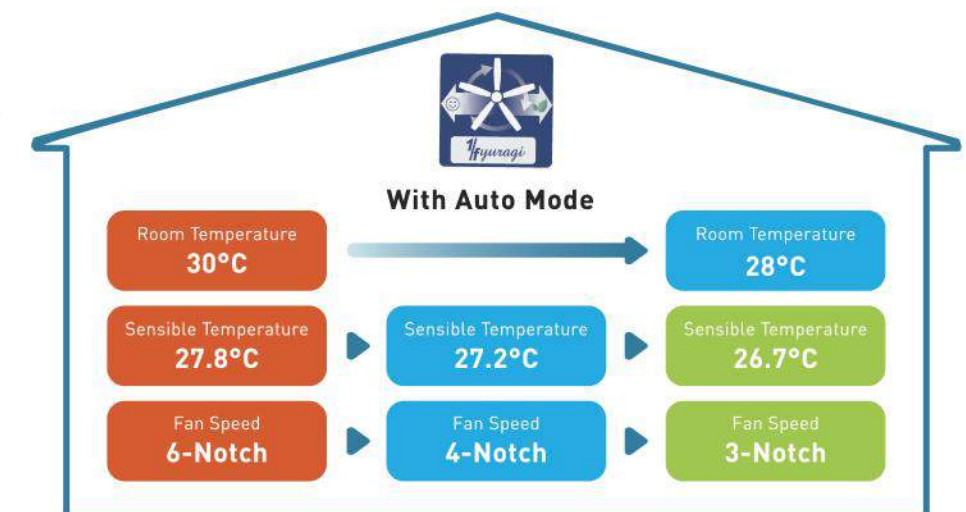 1/f yuragi
With Auto Mode
Room Temperature
30°C
Room Temperature
28°C
Sensible Temperature
27.8°C
Sensible Temperature
27.2°C
Sensible Temperature
26.7°C
Fan Speed
6-Notch
Fan Speed
4-Notch
Fan Speed
3-Notch